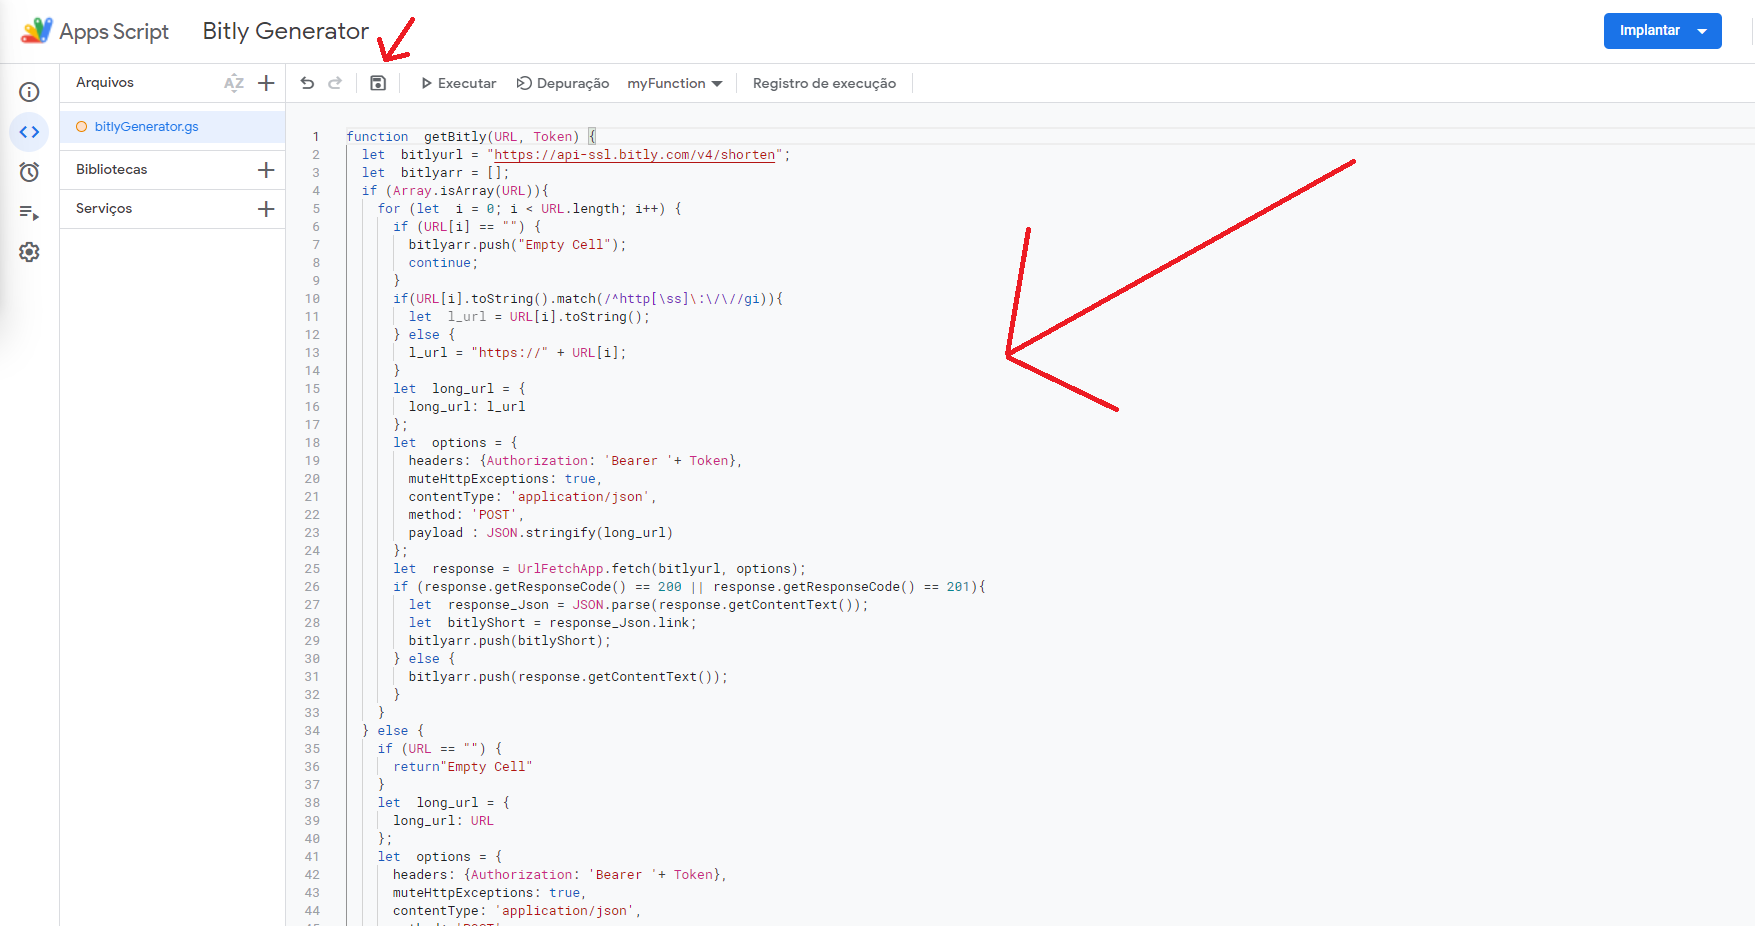 Apps Script Bitly Generator Implantar
Arquivos AZ Executar Depuração myFunction Registro de execução
bitlyGenerator.gs
Bibliotecas
Serviços
1 function getBitly(URL, Token) {
2 let bitlyurl = "https://api-ssl.bitly.com/v4/shorten";
3 let bitlyarr = [];
4 if (Array.isArray(URL)){
5 for (let i = 0; i < URL.length; i++) {
6 if (URL[i] == "") {
7 bitlyarr.push("Empty Cell");
8 continue;
9 }
10 if(URL[i].toString().match(/^http[\ss]\:\/\//gi)){
11 let l_url = URL[i].toString();
12 } else {
13 l_url = "https://" + URL[i];
14 }
15 let long_url = {
16 long_url: l_url
17 };
18 let options = {
19 headers: {Authorization: 'Bearer '+ Token},
20 muteHttpExceptions: true,
21 contentType: 'application/json',
22 method: 'POST',
23 payload : JSON.stringify(long_url)
24 };
25 let response = UrlFetchApp.fetch(bitlyurl, options);
26 if (response.getResponseCode() == 200 || response.getResponseCode() == 201){
27 let response_Json = JSON.parse(response.getContentText());
28 let bitlyShort = response_Json.link;
29 bitlyarr.push(bitlyShort);
30 } else {
31 bitlyarr.push(response.getContentText());
32 }
33 }
34 } else {
35 if (URL == "") {
36 return"Empty Cell"
37 }
38 let long_url = {
39 long_url: URL
40 };
41 let options = {
42 headers: {Authorization: 'Bearer '+ Token},
43 muteHttpExceptions: true,
44 contentType: 'application/json',